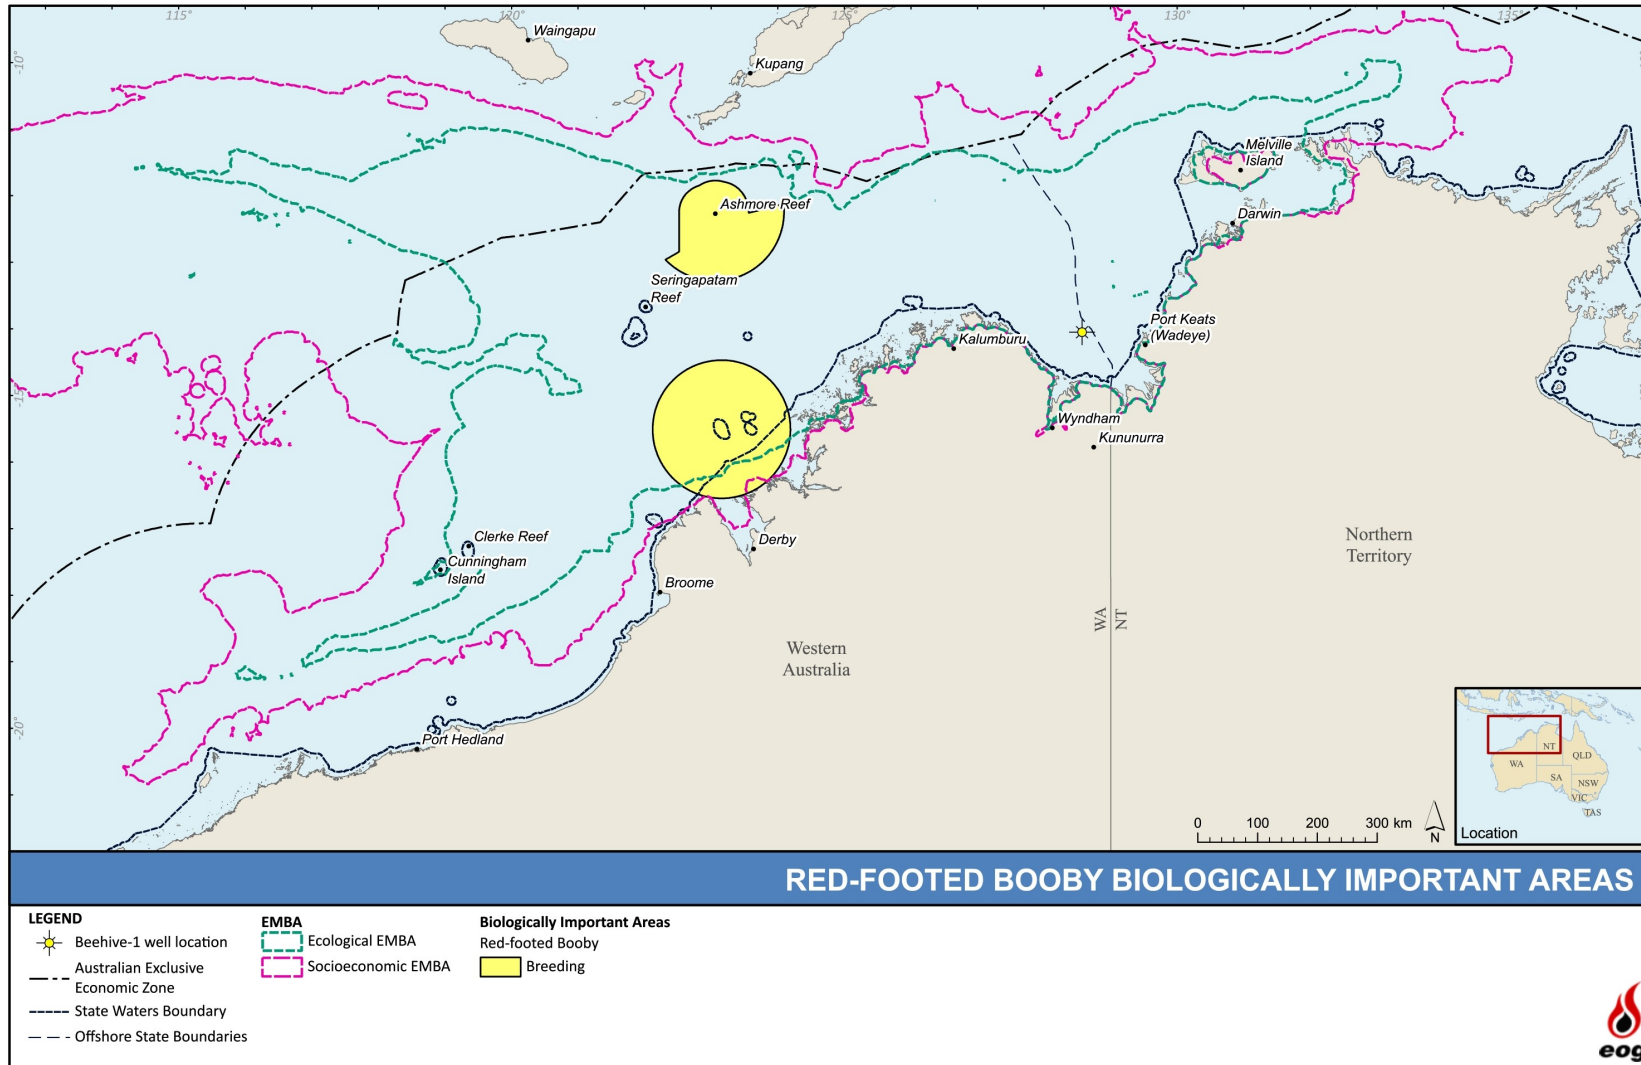 115°
120°
125°
130°
135°
-10°
-15°
-20°
Waingapu
Kupang
Melville
Island
Ashmore Reef
Darwin
Seringapatam
Reef
Port Keats
(Wadeye)
Kalumburu
Wyndham
Kununurra
Clerke Reef
Cunningham
Island
Derby
Broome
Northern
Territory
WA
NT
Western
Australia
Port Hedland
0 100 200 300 km
N
NT
QLD
WA
SA
NSW
VIC
TAS
Location
RED-FOOTED BOOBY BIOLOGICALLY IMPORTANT AREAS
LEGEND
Beehive-1 well location
Australian Exclusive
Economic Zone
State Waters Boundary
Offshore State Boundaries
EMBA
Ecological EMBA
Socioeconomic EMBA
Biologically Important Areas
Red-footed Booby
Breeding
eog